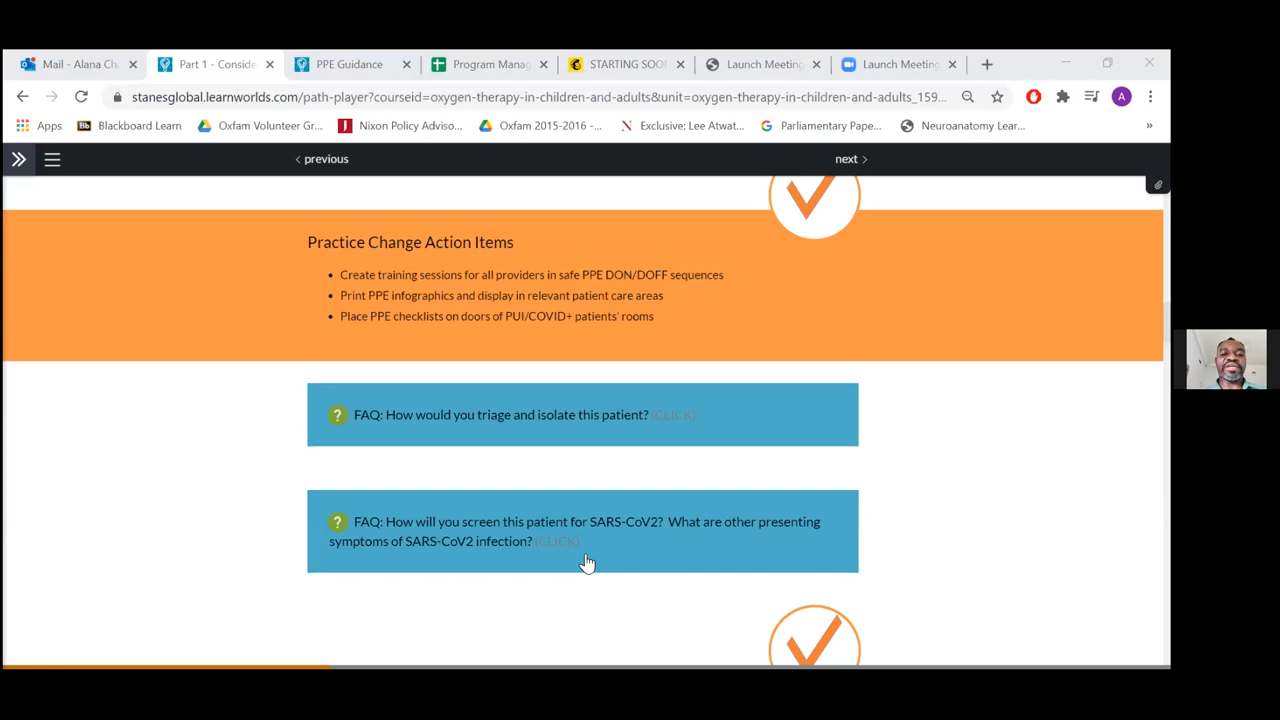 Mail - Alana Ch
Part 1 - Conside
PPE Guidance
Program Manag
STARTING SOO
Launch Meeting
Launch Meeting
stanesglobal.learnworlds.com/path-player?courseid=oxygen-therapy-in-children-and-adults&unit=oxygen-therapy-in-children-and-adults_159...
A
Apps
Bb Blackboard Learn
Oxfam Volunteer Gr...
J Nixon Policy Adviso...
Oxfam 2015-2016 -...
N Exclusive: Lee Atwat...
G Parliamentary Pape...
Neuroanatomy Lear...
»
< previous
next >
Practice Change Action Items
• Create training sessions for all providers in safe PPE DON/DOFF sequences
• Print PPE infographics and display in relevant patient care areas
• Place PPE checklists on doors of PUI/COVID+ patients' rooms
? FAQ: How would you triage and isolate this patient? (CLICK)
? FAQ: How will you screen this patient for SARS-CoV2? What are other presenting
symptoms of SARS-CoV2 infection? (CLICK)